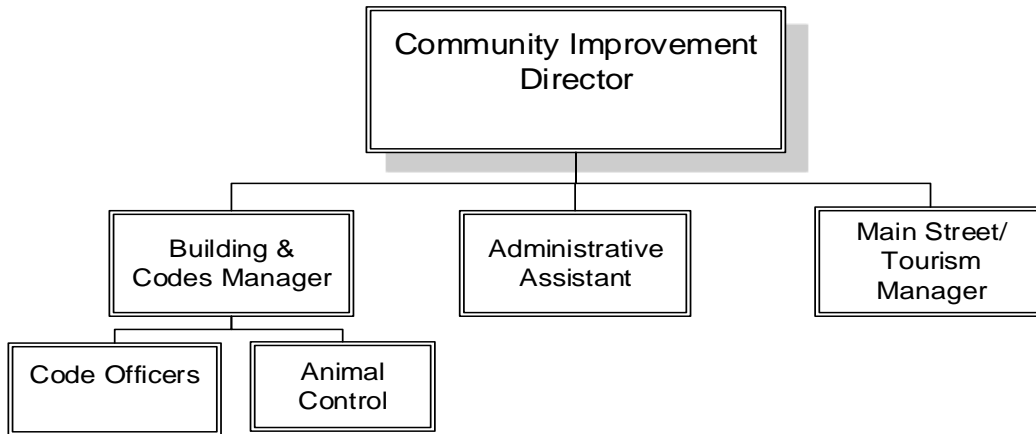 Community Improvement
Director
Building &
Codes Manager
Administrative
Assistant
Main Street/
Tourism
Manager
Code Officers
Animal
Control